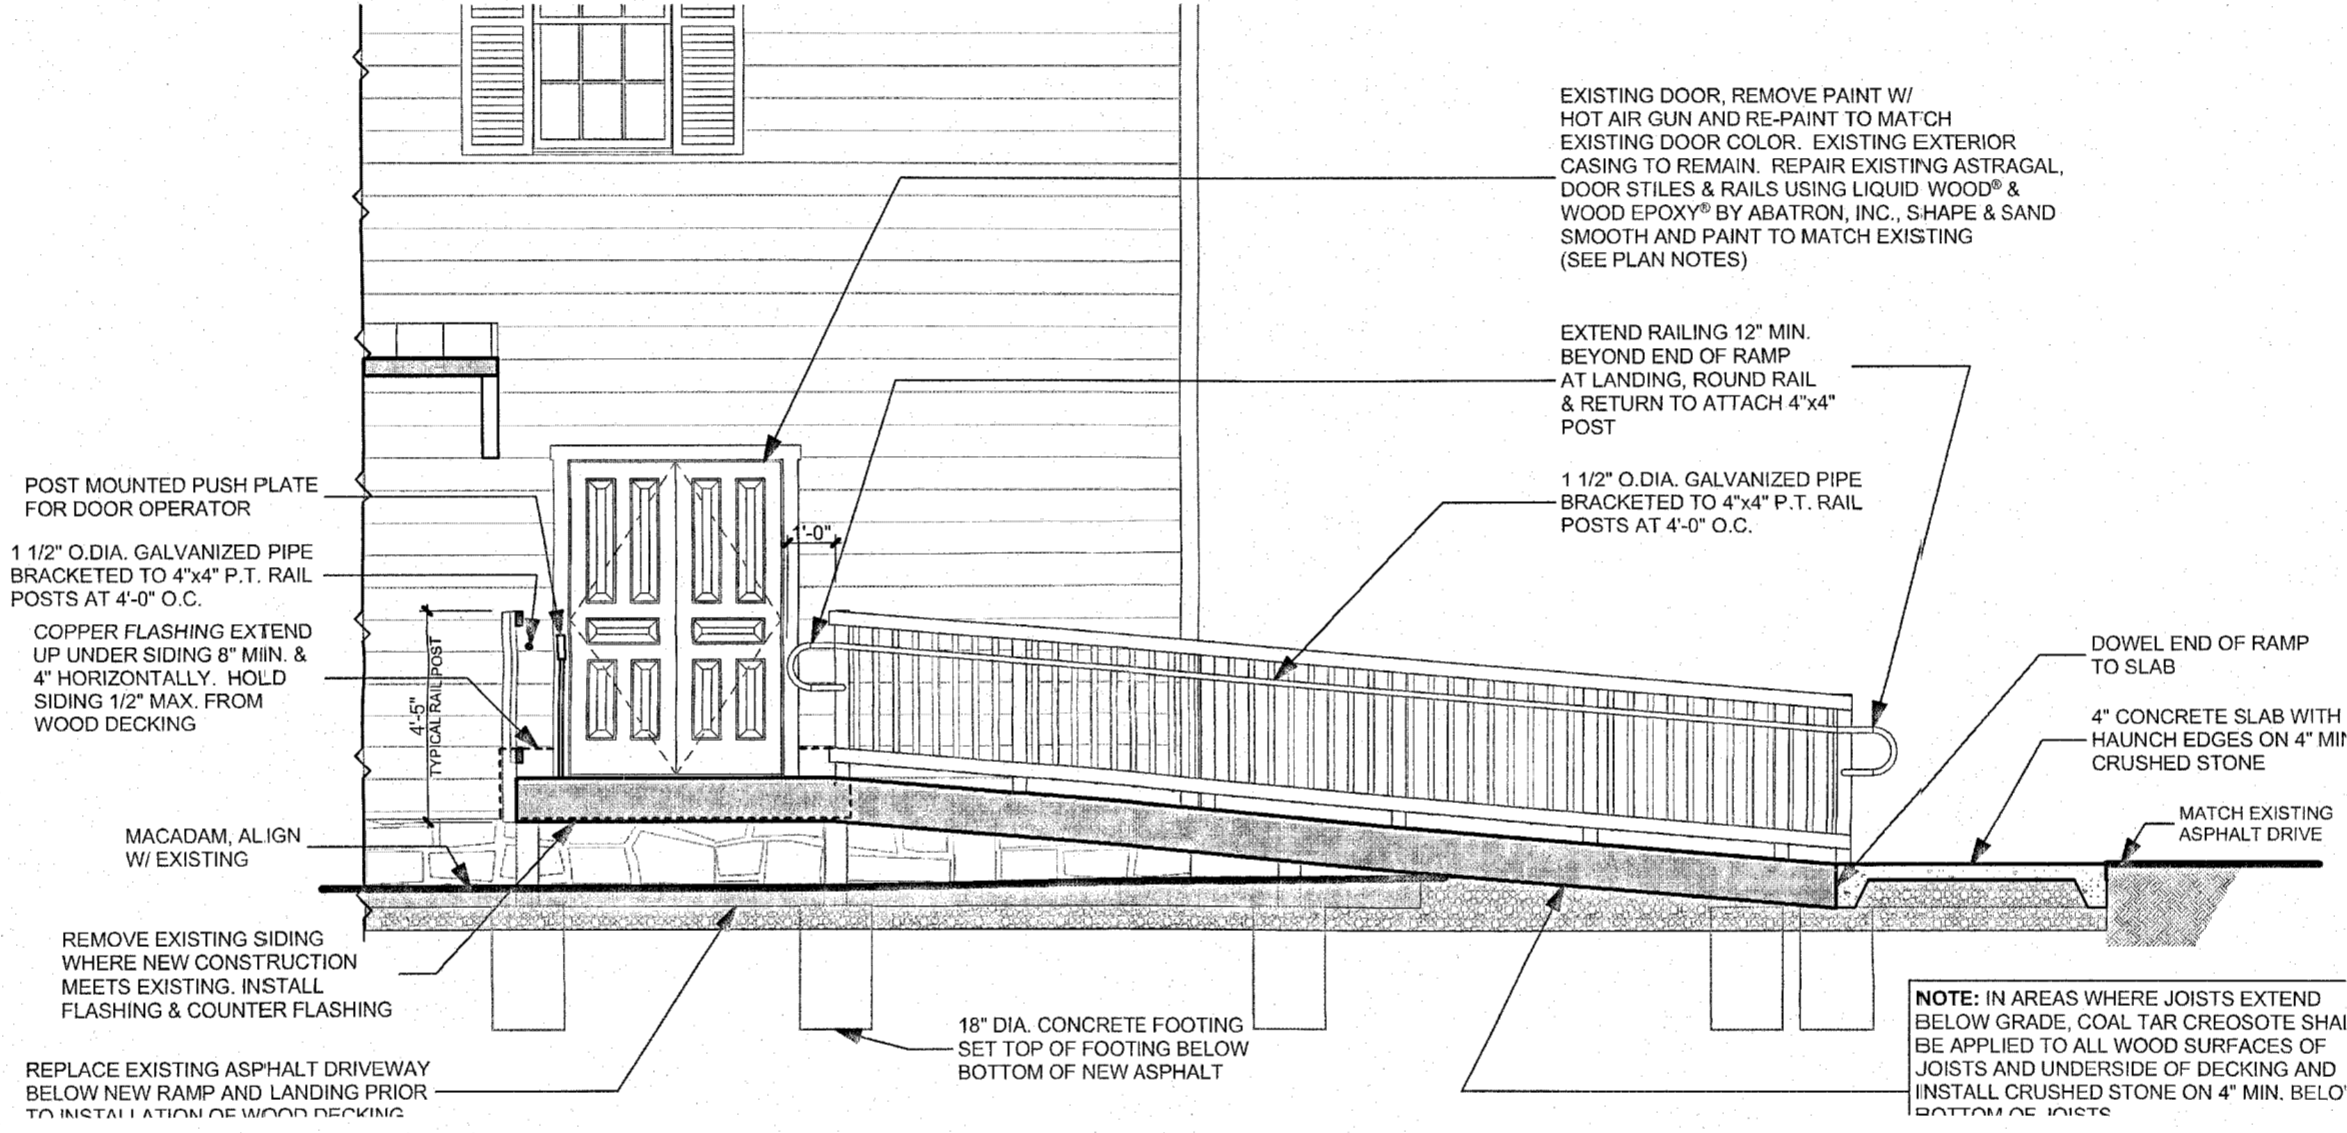 EXISTING DOOR, REMOVE PAINT W/
HOT AIR GUN AND RE-PAINT TO MATCH
EXISTING DOOR COLOR. EXISTING EXTERIOR
CASING TO REMAIN. REPAIR EXISTING ASTRAGAL,
DOOR STILES & RAILS USING LIQUID WOOD® &
WOOD EPOXY® BY ABATRON, INC., SHAPE & SAND
SMOOTH AND PAINT TO MATCH EXISTING
(SEE PLAN NOTES)
EXTEND RAILING 12" MIN.
BEYOND END OF RAMP
AT LANDING, ROUND RAIL
& RETURN TO ATTACH 4"x4"
POST
1 1/2" O.DIA. GALVANIZED PIPE
BRACKETED TO 4"x4" P.T. RAIL
POSTS AT 4'-0" O.C.
POST MOUNTED PUSH PLATE
FOR DOOR OPERATOR
1 1/2" O.DIA. GALVANIZED PIPE
BRACKETED TO 4"x4" P.T. RAIL
POSTS AT 4'-0" O.C.
COPPER FLASHING EXTEND
UP UNDER SIDING 8" MIN. &
4" HORIZONTALLY. HOLD
SIDING 1/2" MAX. FROM
WOOD DECKING
4'-5"
TYPICAL RAIL POST
1'-0"
MACADAM, ALIGN
W/ EXISTING
REMOVE EXISTING SIDING
WHERE NEW CONSTRUCTION
MEETS EXISTING. INSTALL
FLASHING & COUNTER FLASHING
REPLACE EXISTING ASPHALT DRIVEWAY
BELOW NEW RAMP AND LANDING PRIOR
TO INSTALLATION OF WOOD DECKING
18" DIA. CONCRETE FOOTING
SET TOP OF FOOTING BELOW
BOTTOM OF NEW ASPHALT
DOWEL END OF RAMP
TO SLAB
4" CONCRETE SLAB WITH
HAUNCH EDGES ON 4" MIN
CRUSHED STONE
MATCH EXISTING
ASPHALT DRIVE
NOTE: IN AREAS WHERE JOISTS EXTEND
BELOW GRADE, COAL TAR CREOSOTE SHAL
BE APPLIED TO ALL WOOD SURFACES OF
JOISTS AND UNDERSIDE OF DECKING AND
INSTALL CRUSHED STONE ON 4" MIN. BELO
BOTTOM OF JOISTS